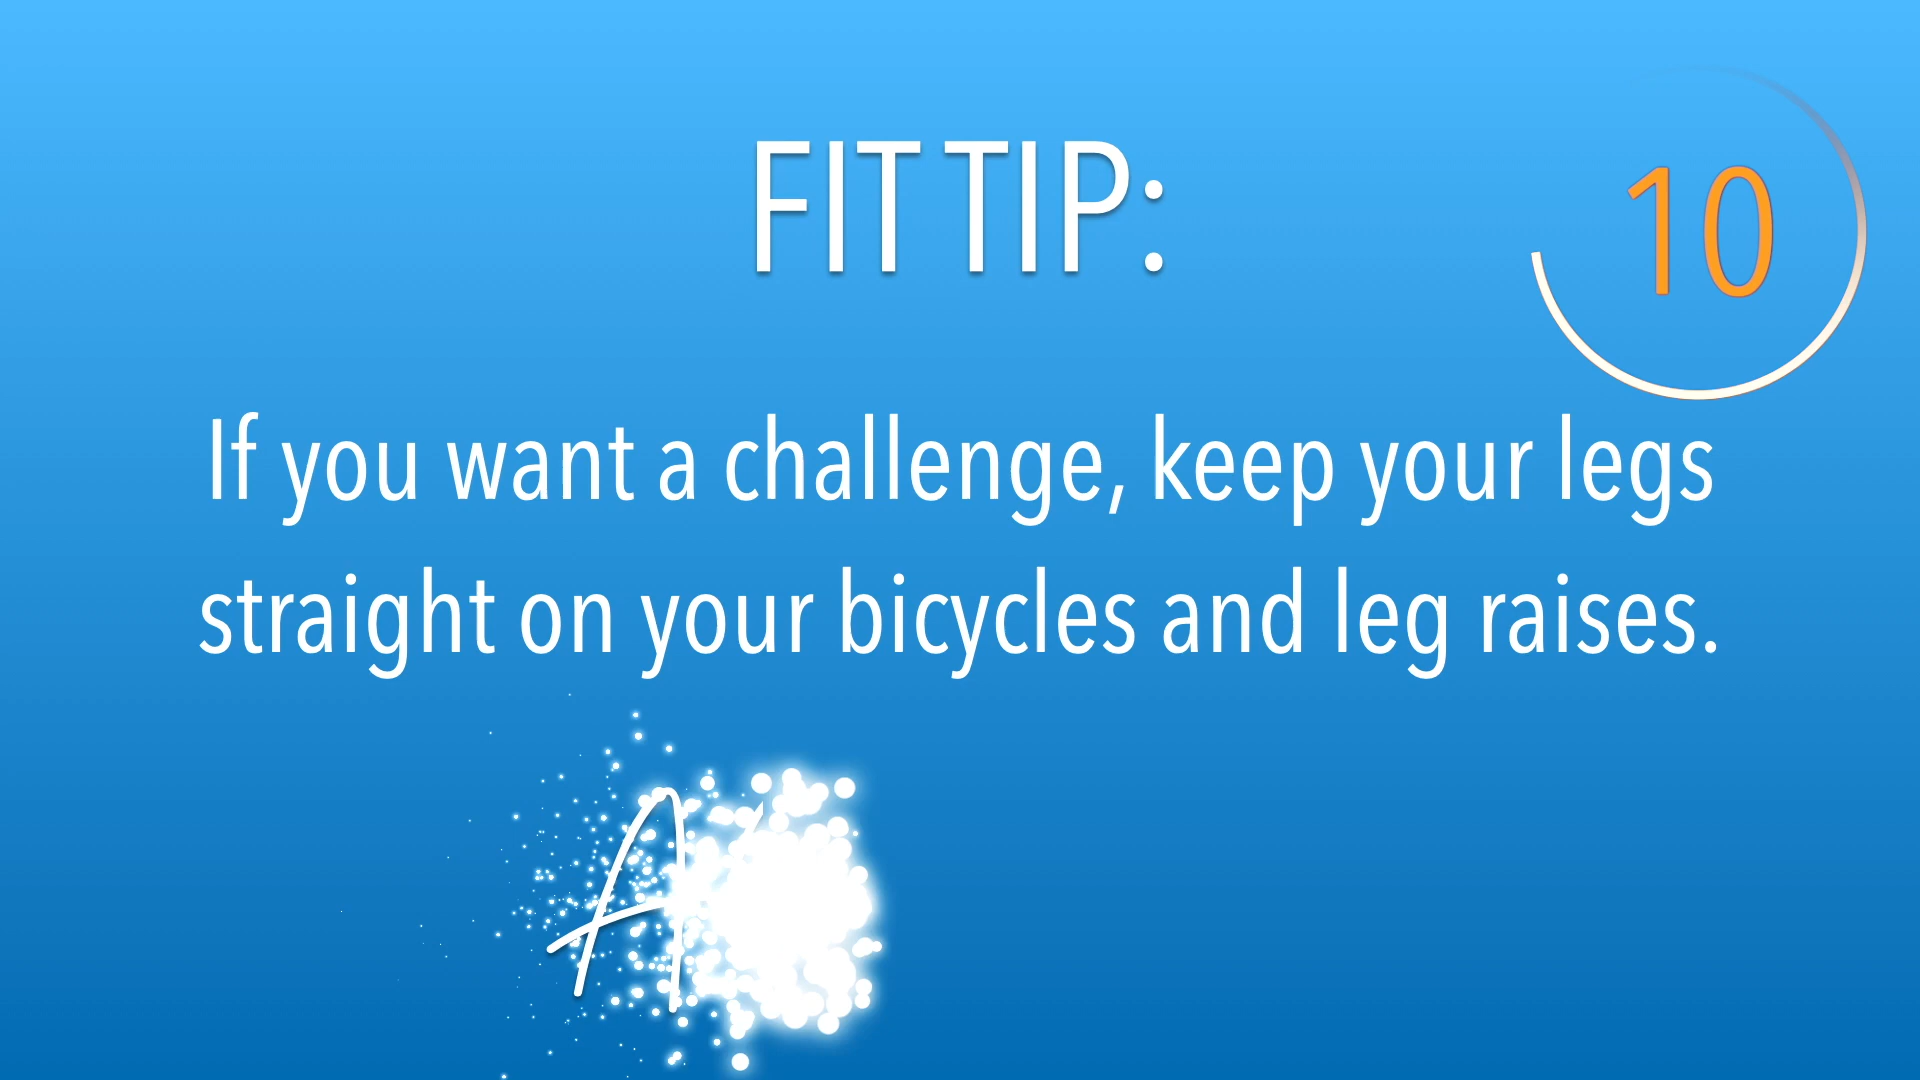 FIT TIP:
10
If you want a challenge, keep your legs
straight on your bicycles and leg raises.
A